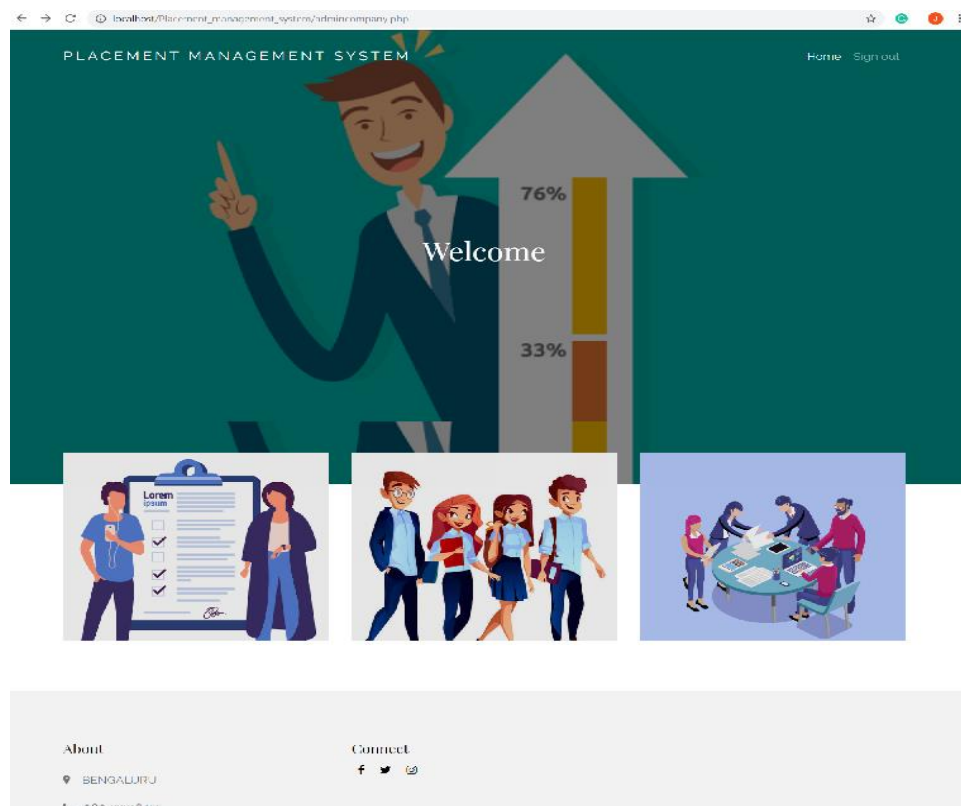 localhost/Placement_management_system/admincompany.php
PLACEMENT MANAGEMENT SYSTEM
Home Sign out
76%
Welcome
33%
Lorem
ipsum
About
Connect
BENGALURU